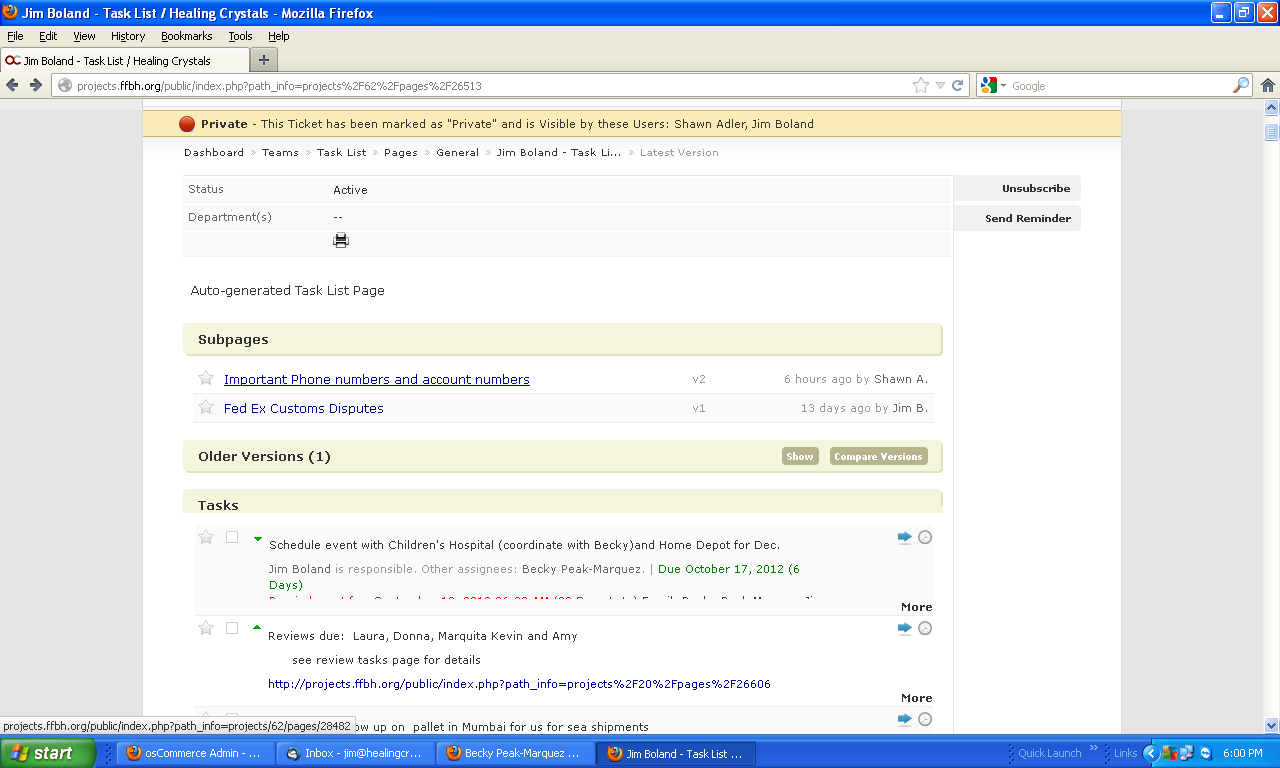 Jim Boland - Task List / Healing Crystals - Mozilla Firefox
File Edit View History Bookmarks Tools Help
Jim Boland - Task List / Healing Crystals
projects.ffbh.org/public/index.php?path_info=projects%2F62%2Fpages%2F26513
Google
Private - This Ticket has been marked as "Private" and is Visible by these Users: Shawn Adler, Jim Boland
Dashboard » Teams » Task List » Pages » General » Jim Boland - Task Li... » Latest Version
Status Active
Unsubscribe
Department(s) --
Send Reminder
Auto-generated Task List Page
Subpages
Important Phone numbers and account numbers v2 6 hours ago by Shawn A.
Fed Ex Customs Disputes v1 13 days ago by Jim B.
Older Versions (1) Show Compare Versions
Tasks
Schedule event with Children's Hospital (coordinate with Becky)and Home Depot for Dec.
Jim Boland is responsible. Other assignees: Becky Peak-Marquez. | Due October 17, 2012 (6
Days)
More
Reviews due: Laura, Donna, Marquita Kevin and Amy
see review tasks page for details
http://projects.ffbh.org/public/index.php?path_info=projects%2F20%2Fpages%2F26606
More
ow up on pallet in Mumbai for us for sea shipments
projects.ffbh.org/public/index.php?path_info=projects/62/pages/28482
start osCommerce Admin - ... Inbox - jim@healingcr... Becky Peak-Marquez ... Jim Boland - Task List ... Quick Launch » Links 6:00 PM